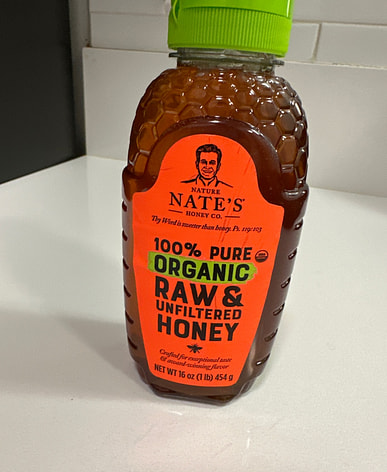 NATURE
NATE'S
HONEY CO.
Thy Word is sweeter than honey. Ps. 119:103
100% PURE
ORGANIC
RAW &
UNFILTERED
HONEY
Crafted for exceptional taste
& award-winning flavor
NET WT 16 oz (1 lb) 454 g